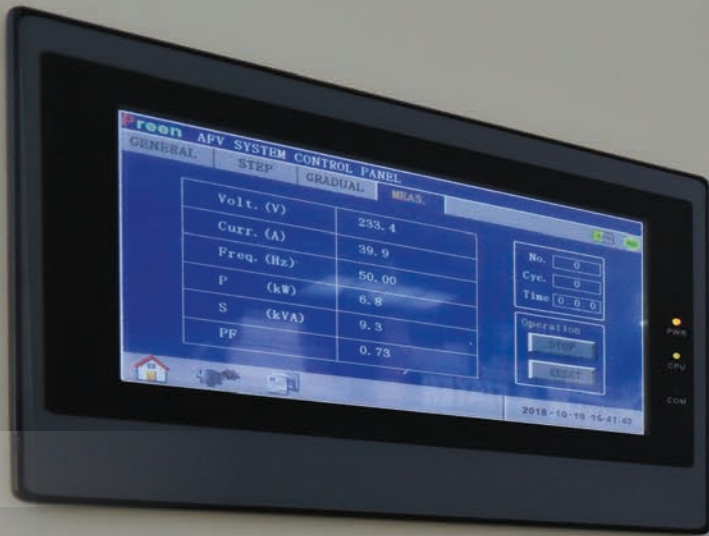 Preen AFV SYSTEM CONTROL PANEL
GENERAL STEP GRADUAL MEAS.
Volt. (V) 233.4
Curr. (A) 39.9
Freq. (Hz) 50.00
P (kW) 6.8
S (kVA) 9.3
PF 0.73
No. 0
Cyc. 0
Time 0 0 0
Operation
STOP
RESET
2018-10-16 16:41:43
PWR
CPU
COM